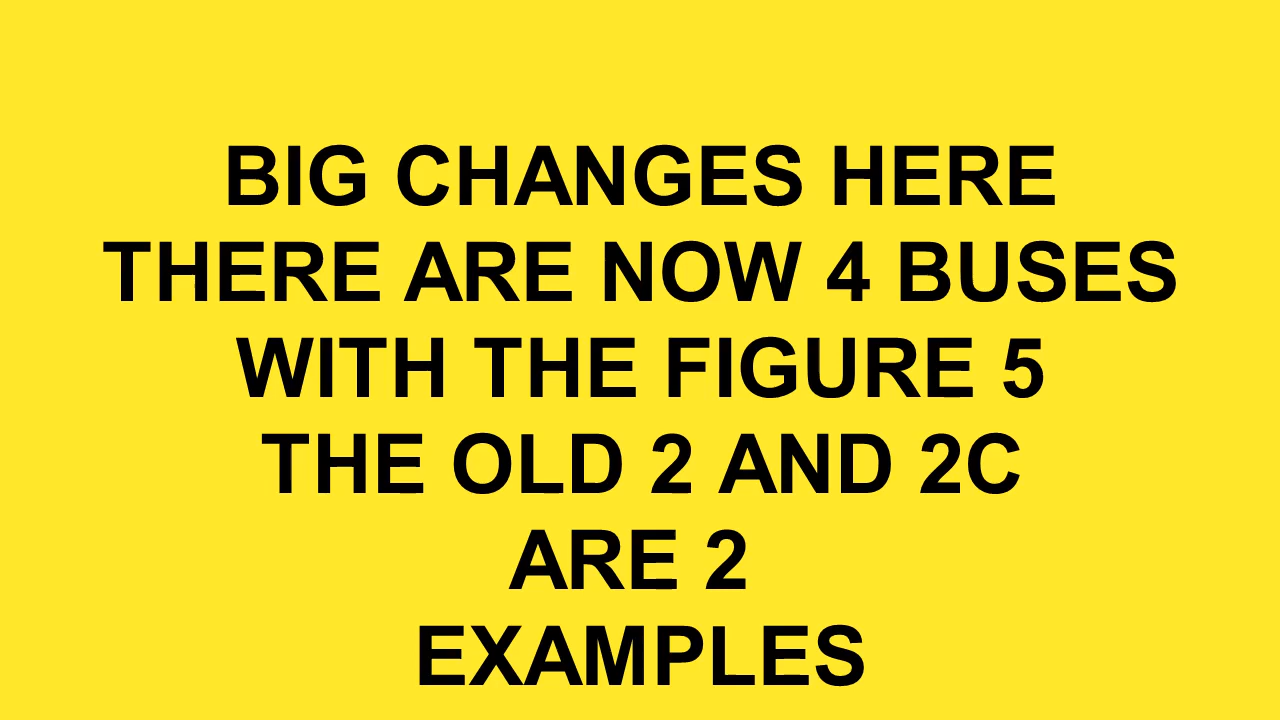 BIG CHANGES HERE
THERE ARE NOW 4 BUSES
WITH THE FIGURE 5
THE OLD 2 AND 2C
ARE 2
EXAMPLES